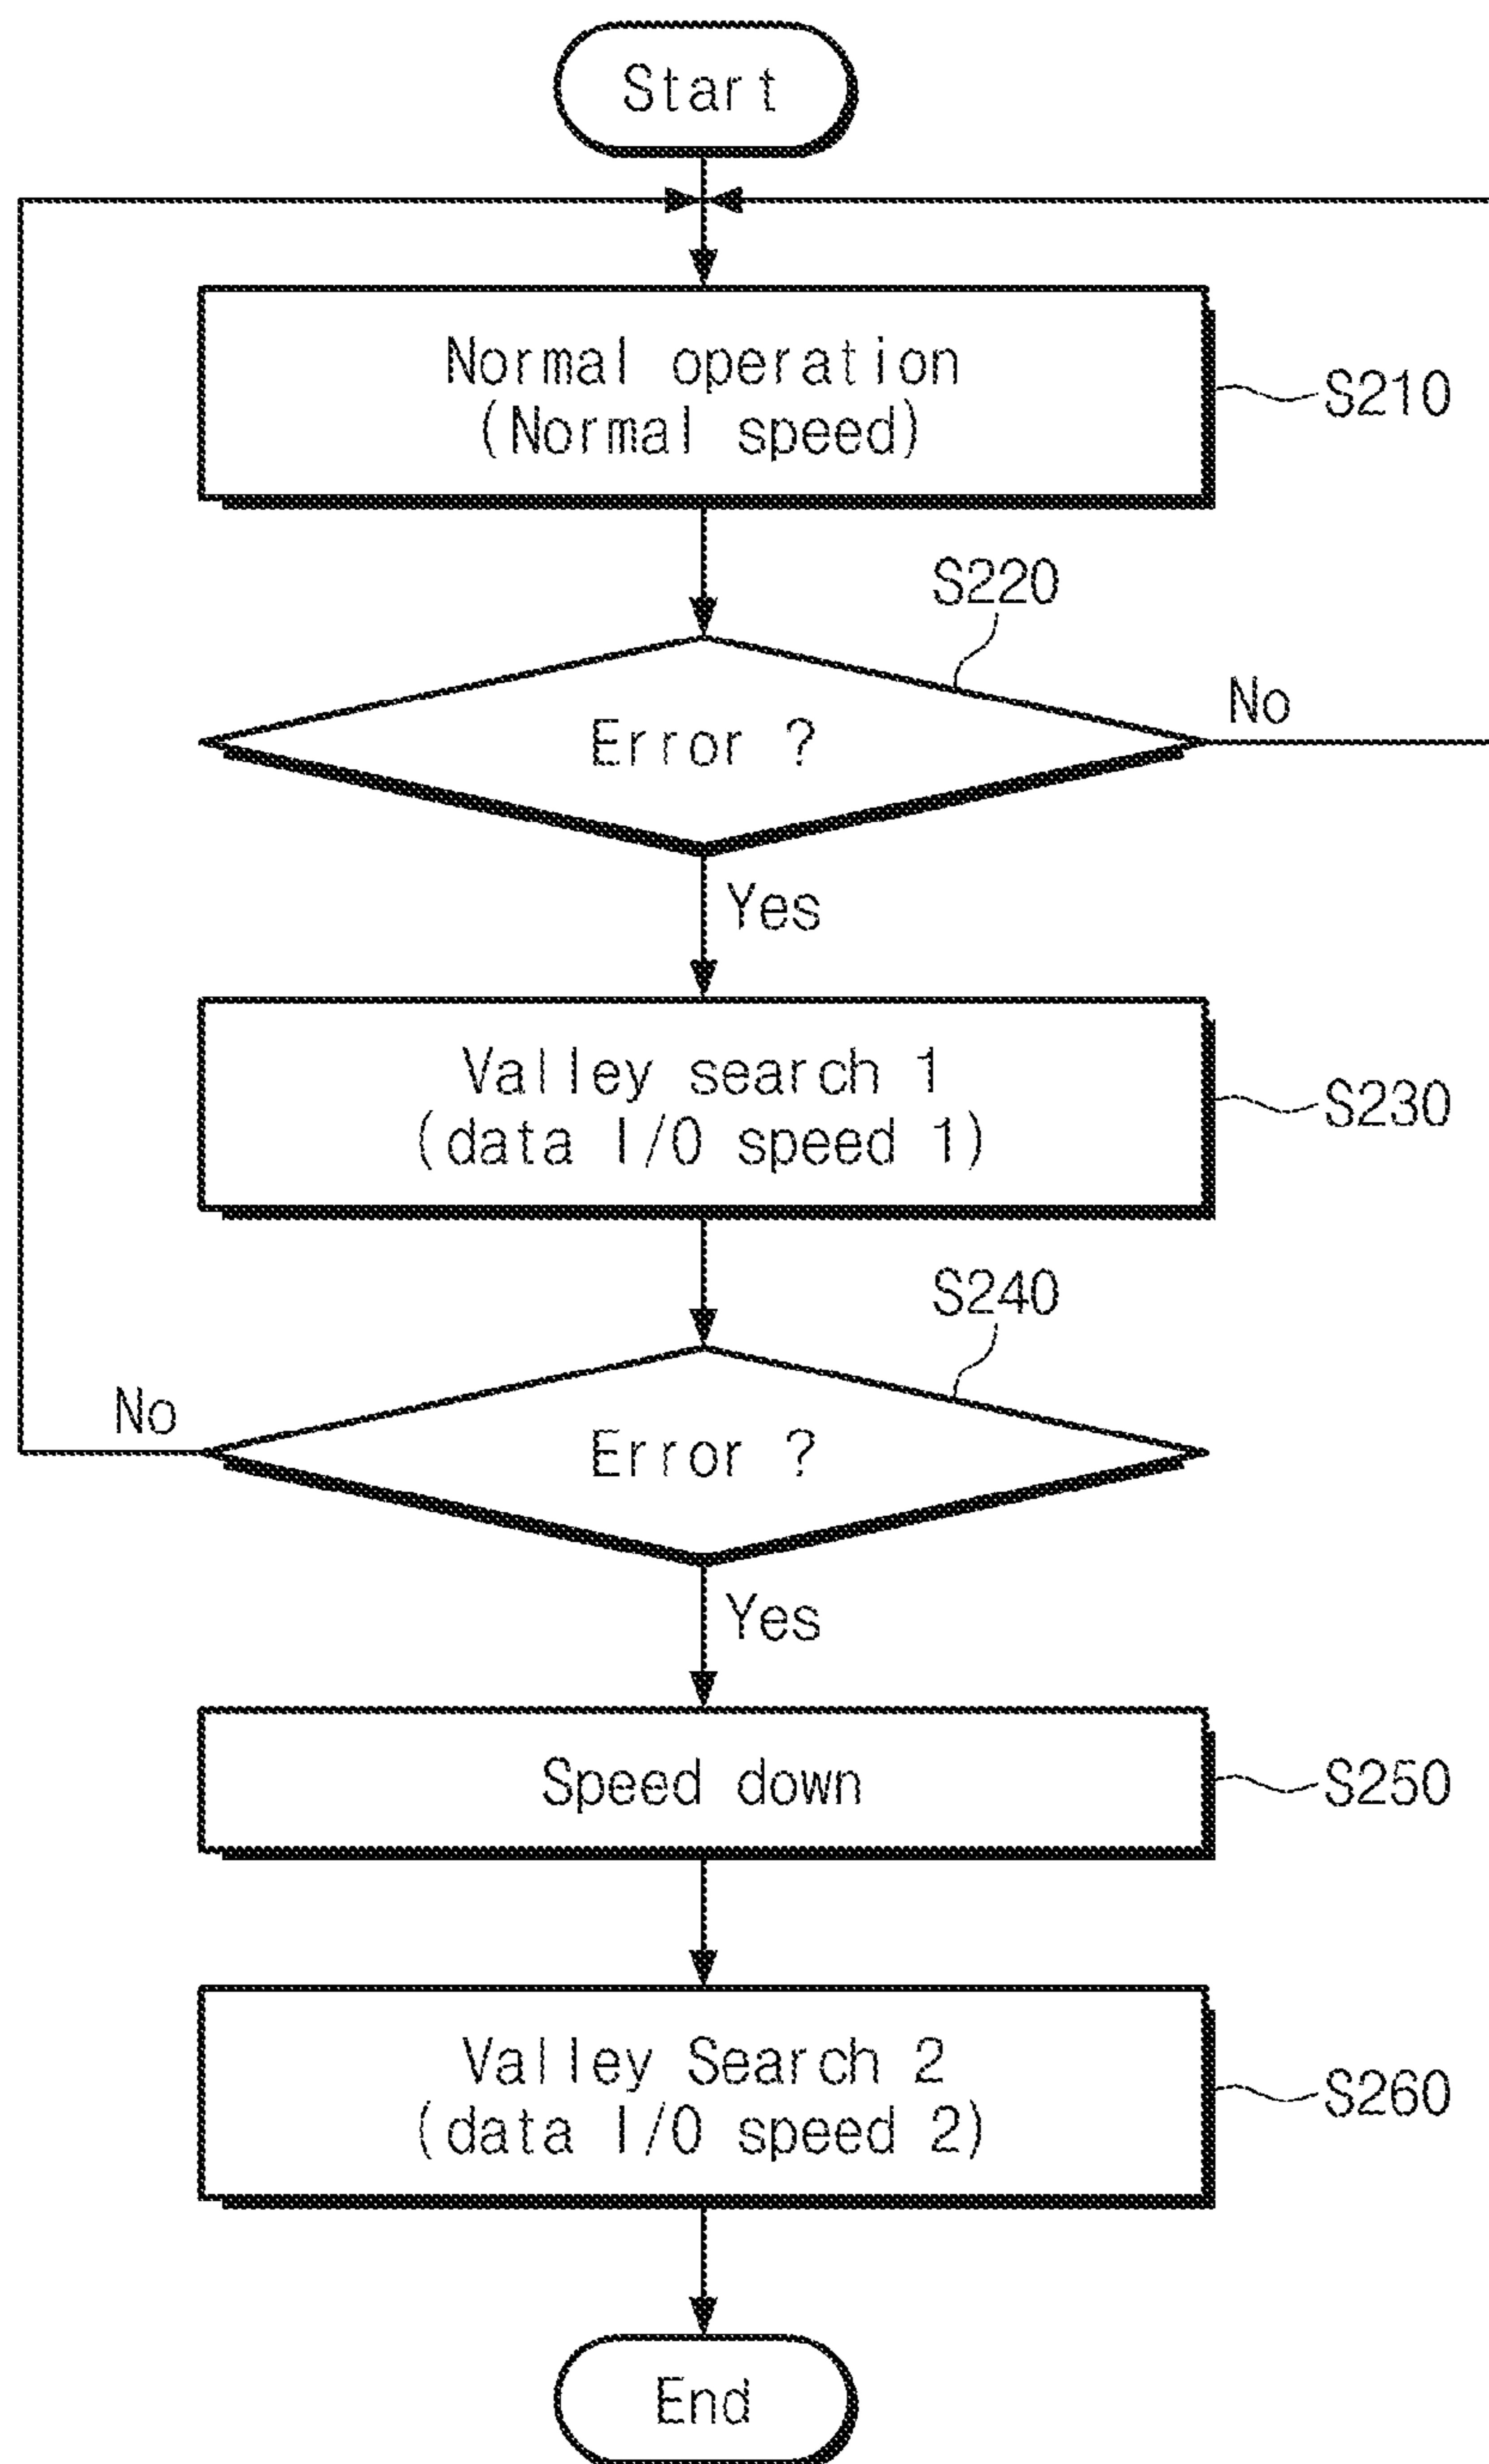 Start
Normal operation
(Normal speed)
S210
S220
Error ?
No
Yes
Valley search 1
(data I/O speed 1)
S230
S240
No
Error ?
Yes
Speed down
S250
Valley Search 2
(data I/O speed 2)
S260
End